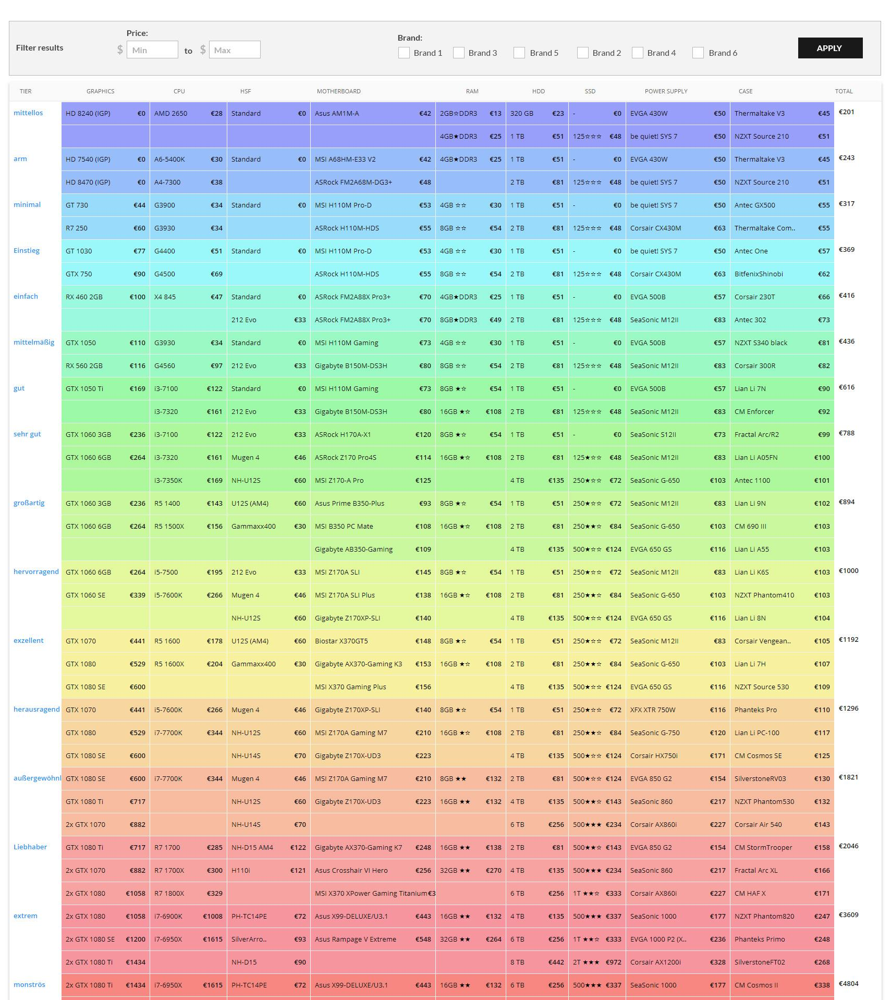 Price:
Brand:
Filter results $ Min to $ Max
Brand 1 Brand 3 Brand 5 Brand 2 Brand 4 Brand 6 APPLY
TIER GRAPHICS CPU HSF MOTHERBOARD RAM HDD SSD POWER SUPPLY CASE TOTAL
mittellos HD 8240 (IGP) €0 AMD 2650 €28 Standard €0 Asus AM1M-A €42 2GB☆DDR3 €13 320 GB €23 - €0 EVGA 430W €50 Thermaltake V3 €45 €201
4GB★DDR3 €25 1 TB €51 125☆☆☆ €48 be quiet! SYS 7 €50 NZXT Source 210 €51
arm HD 7540 (IGP) €0 A6-5400K €30 Standard €0 MSI A68HM-E33 V2 €42 4GB★DDR3 €25 1 TB €51 - €0 EVGA 430W €50 Thermaltake V3 €45 €243
HD 8470 (IGP) €0 A4-7300 €38 ASRock FM2A68M-DG3+ €48 2 TB €81 125☆☆☆ €48 be quiet! SYS 7 €50 NZXT Source 210 €51
minimal GT 730 €44 G3900 €34 Standard €0 MSI H110M Pro-D €53 4GB ☆☆ €30 1 TB €51 - €0 be quiet! SYS 7 €50 Antec GX500 €55 €317
R7 250 €60 G3930 €34 ASRock H110M-HDS €55 8GB ☆☆ €54 2 TB €81 125☆☆☆ €48 Corsair CX430M €63 Thermaltake Com.. €55
Einstieg GT 1030 €77 G4400 €51 Standard €0 MSI H110M Pro-D €53 4GB ☆☆ €30 1 TB €51 - €0 be quiet! SYS 7 €50 Antec One €57 €369
GTX 750 €90 G4500 €69 ASRock H110M-HDS €55 8GB ☆☆ €54 2 TB €81 125☆☆☆ €48 Corsair CX430M €63 BitfenixShinobi €62
einfach RX 460 2GB €100 X4 845 €47 Standard €0 ASRock FM2A88X Pro3+ €70 4GB★DDR3 €25 1 TB €51 - €0 EVGA 500B €57 Corsair 230T €66 €416
212 Evo €33 ASRock FM2A88X Pro3+ €70 8GB★DDR3 €49 2 TB €81 125☆☆☆ €48 SeaSonic M12II €83 Antec 302 €73
mittelmäßig GTX 1050 €110 G3930 €34 Standard €0 MSI H110M Gaming €73 4GB ☆☆ €30 1 TB €51 - €0 EVGA 500B €57 NZXT S340 black €81 €436
RX 560 2GB €116 G4560 €97 212 Evo €33 Gigabyte B150M-DS3H €80 8GB ☆☆ €54 2 TB €81 125☆☆☆ €48 SeaSonic M12II €83 Corsair 300R €82
gut GTX 1050 Ti €169 i3-7100 €122 Standard €0 MSI H110M Gaming €73 8GB ★☆ €54 1 TB €51 - €0 EVGA 500B €57 Lian Li 7N €90 €616
i3-7320 €161 212 Evo €33 Gigabyte B150M-DS3H €80 16GB ★☆ €108 2 TB €81 125☆☆☆ €48 SeaSonic M12II €83 CM Enforcer €92
sehr gut GTX 1060 3GB €236 i3-7100 €122 212 Evo €33 ASRock H170A-X1 €120 8GB ★☆ €54 1 TB €51 - €0 SeaSonic S12II €73 Fractal Arc/R2 €99 €788
GTX 1060 6GB €264 i3-7320 €161 Mugen 4 €46 ASRock Z170 Pro4S €114 16GB ★☆ €108 2 TB €81 125★☆☆ €48 SeaSonic M12II €83 Lian Li A05FN €100
i3-7350K €169 NH-U12S €60 MSI Z170-A Pro €125 4 TB €135 250★☆☆ €72 SeaSonic G-650 €103 Antec 1100 €101
großartig GTX 1060 3GB €236 R5 1400 €143 U12S (AM4) €60 Asus Prime B350-Plus €93 8GB ★☆ €54 1 TB €51 250★☆☆ €72 SeaSonic M12II €83 Lian Li 9N €102 €894
GTX 1060 6GB €264 R5 1500X €156 Gammaxx400 €30 MSI B350 PC Mate €108 16GB ★☆ €108 2 TB €81 250★★☆ €84 SeaSonic G-650 €103 CM 690 III €103
Gigabyte AB350-Gaming €109 4 TB €135 500★☆☆ €124 EVGA 650 GS €116 Lian Li A55 €103
hervorragend GTX 1060 6GB €264 i5-7500 €195 212 Evo €33 MSI Z170A SLI €145 8GB ★☆ €54 1 TB €51 250★☆☆ €72 SeaSonic M12II €83 Lian Li K6S €103 €1000
GTX 1060 SE €339 i5-7600K €266 Mugen 4 €46 MSI Z170A SLI Plus €138 16GB ★☆ €108 2 TB €81 250★★☆ €84 SeaSonic G-650 €103 NZXT Phantom410 €103
NH-U12S €60 Gigabyte Z170XP-SLI €140 4 TB €135 500★☆☆ €124 EVGA 650 GS €116 Lian Li 8N €104
exzellent GTX 1070 €441 R5 1600 €178 U12S (AM4) €60 Biostar X370GT5 €148 8GB ★☆ €54 1 TB €51 250★☆☆ €72 SeaSonic M12II €83 Corsair Vengean.. €105 €1192
GTX 1080 €529 R5 1600X €204 Gammaxx400 €30 Gigabyte AX370-Gaming K3 €153 16GB ★☆ €108 2 TB €81 250★★☆ €84 SeaSonic G-650 €103 Lian Li 7H €107
GTX 1080 SE €600 MSI X370 Gaming Plus €156 4 TB €135 500★☆☆ €124 EVGA 650 GS €116 NZXT Source 530 €109
herausragend GTX 1070 €441 i5-7600K €266 Mugen 4 €46 Gigabyte Z170XP-SLI €140 8GB ★☆ €54 1 TB €51 250★☆☆ €72 XFX XTR 750W €116 Phanteks Pro €110 €1296
GTX 1080 €529 i7-7700K €344 NH-U12S €60 MSI Z170A Gaming M7 €210 16GB ★☆ €108 2 TB €81 250★★☆ €84 SeaSonic G-750 €120 Lian Li PC-100 €117
GTX 1080 SE €600 NH-U14S €70 Gigabyte Z170X-UD3 €223 4 TB €135 500★☆☆ €124 Corsair HX750i €171 CM Cosmos SE €125
außergewöhnl GTX 1080 SE €600 i7-7700K €344 Mugen 4 €46 MSI Z170A Gaming M7 €210 8GB ★★ €132 2 TB €81 500★☆☆ €124 EVGA 850 G2 €154 SilverstoneRV03 €130 €1821
GTX 1080 Ti €717 NH-U12S €60 Gigabyte Z170X-UD3 €223 16GB ★★ €132 4 TB €135 500★★☆ €143 SeaSonic 860 €217 NZXT Phantom530 €132
2x GTX 1070 €882 NH-U14S €70 6 TB €256 500★★★ €234 Corsair AX860i €227 Corsair Air 540 €143
Liebhaber GTX 1080 Ti €717 R7 1700 €285 NH-D15 AM4 €122 Gigabyte AX370-Gaming K7 €248 16GB ★★ €138 2 TB €81 500★★☆ €143 EVGA 850 G2 €154 CM StormTrooper €158 €2046
2x GTX 1070 €882 R7 1700X €300 H110i €121 Asus Crosshair VI Hero €256 32GB ★★ €270 4 TB €135 500★★★ €234 SeaSonic 860 €217 Fractal Arc XL €166
2x GTX 1080 €1058 R7 1800X €329 MSI X370 XPower Gaming Titanium €3 6 TB €256 1T ★★☆ €333 Corsair AX860i €227 CM HAF X €171
extrem 2x GTX 1080 €1058 i7-6900K €1008 PH-TC14PE €72 Asus X99-DELUXE/U3.1 €443 16GB ★★ €132 4 TB €135 500★★★ €337 SeaSonic 1000 €177 NZXT Phantom820 €247 €3609
2x GTX 1080 SE €1200 i7-6950X €1615 SilverArro.. €93 Asus Rampage V Extreme €548 32GB ★★ €264 6 TB €256 1T ★★☆ €333 EVGA 1000 P2 (X.. €236 Phanteks Primo €248
2x GTX 1080 Ti €1434 NH-D15 €90 8 TB €442 2T ★★★ €972 Corsair AX1200i €328 SilverstoneFT02 €268
monströs 2x GTX 1080 Ti €1434 i7-6950X €1615 PH-TC14PE €72 Asus X99-DELUXE/U3.1 €443 16GB ★★ €132 6 TB €256 500★★★ €337 SeaSonic 1000 €177 CM Cosmos II €338 €4804